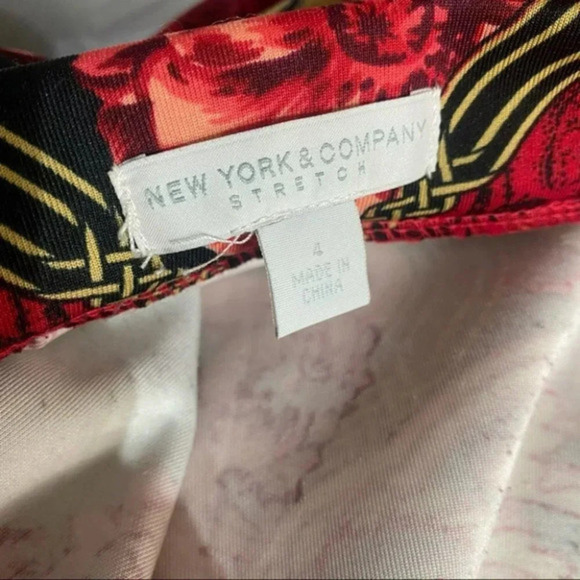 NEW YORK & COMPANY
STRETCH
4
MADE IN
CHINA